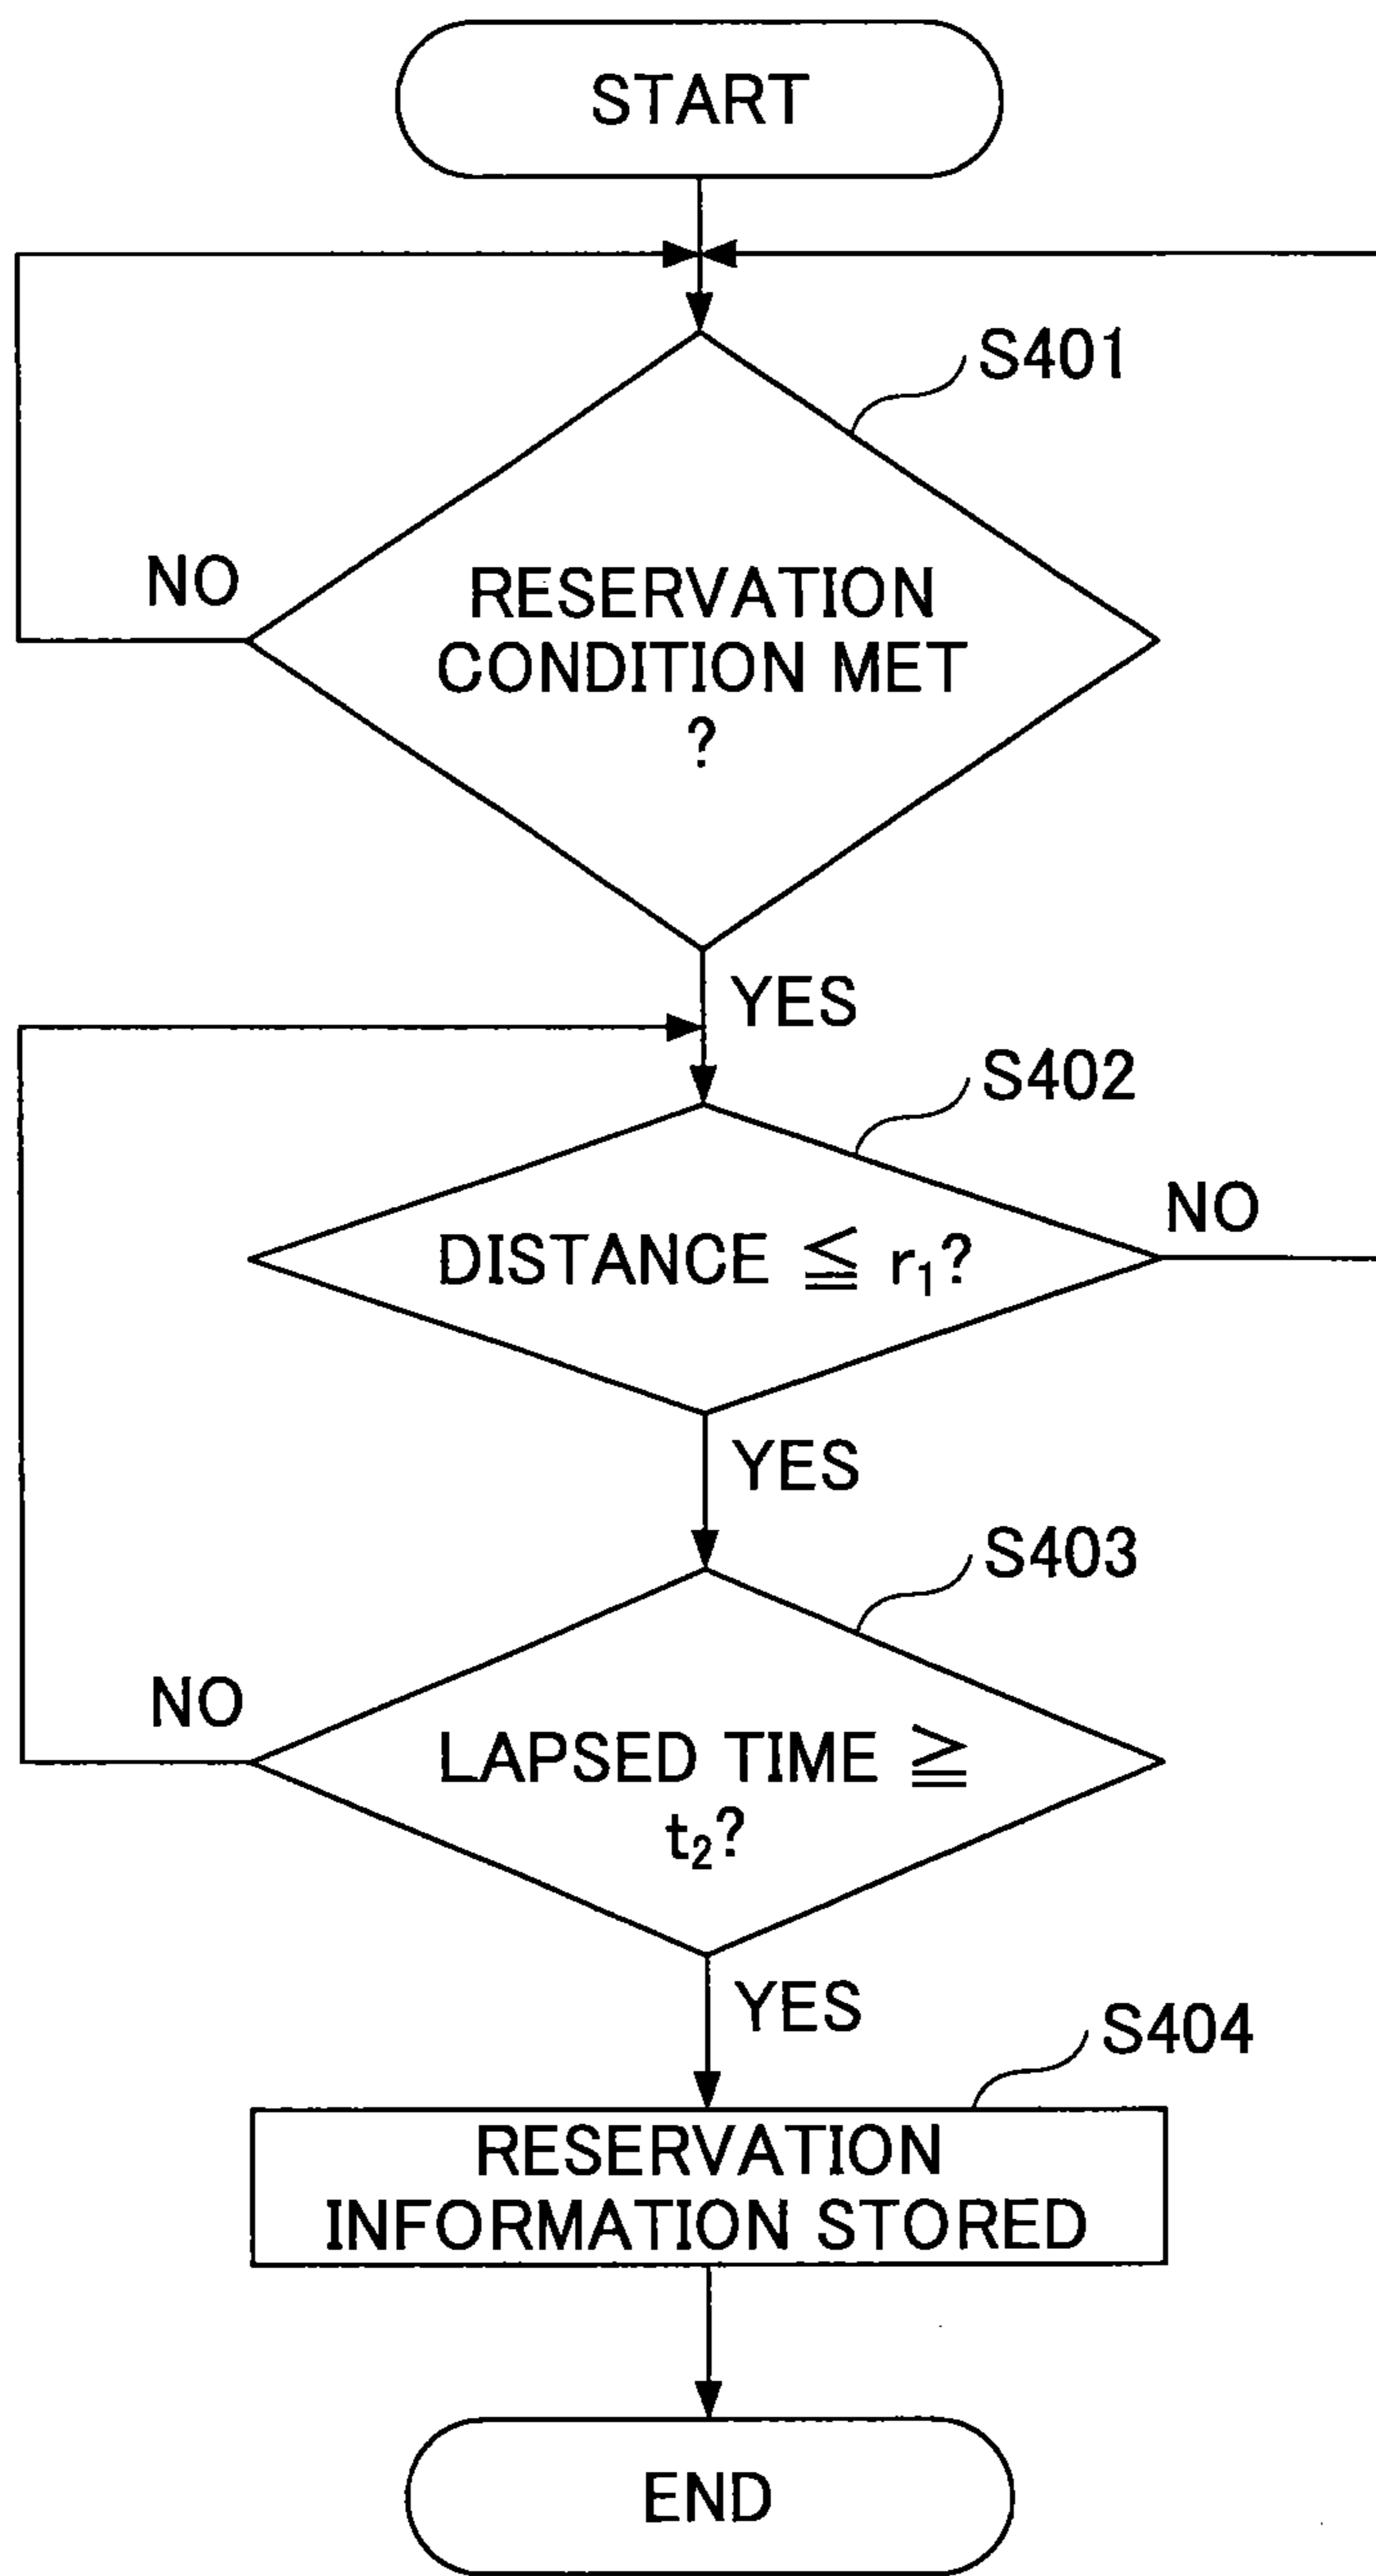 START
S401
NO
RESERVATION
CONDITION MET
?
YES
S402
NO
DISTANCE ≦ r₁?
YES
S403
NO
LAPSED TIME ≧
t₂?
YES
S404
RESERVATION
INFORMATION STORED
END